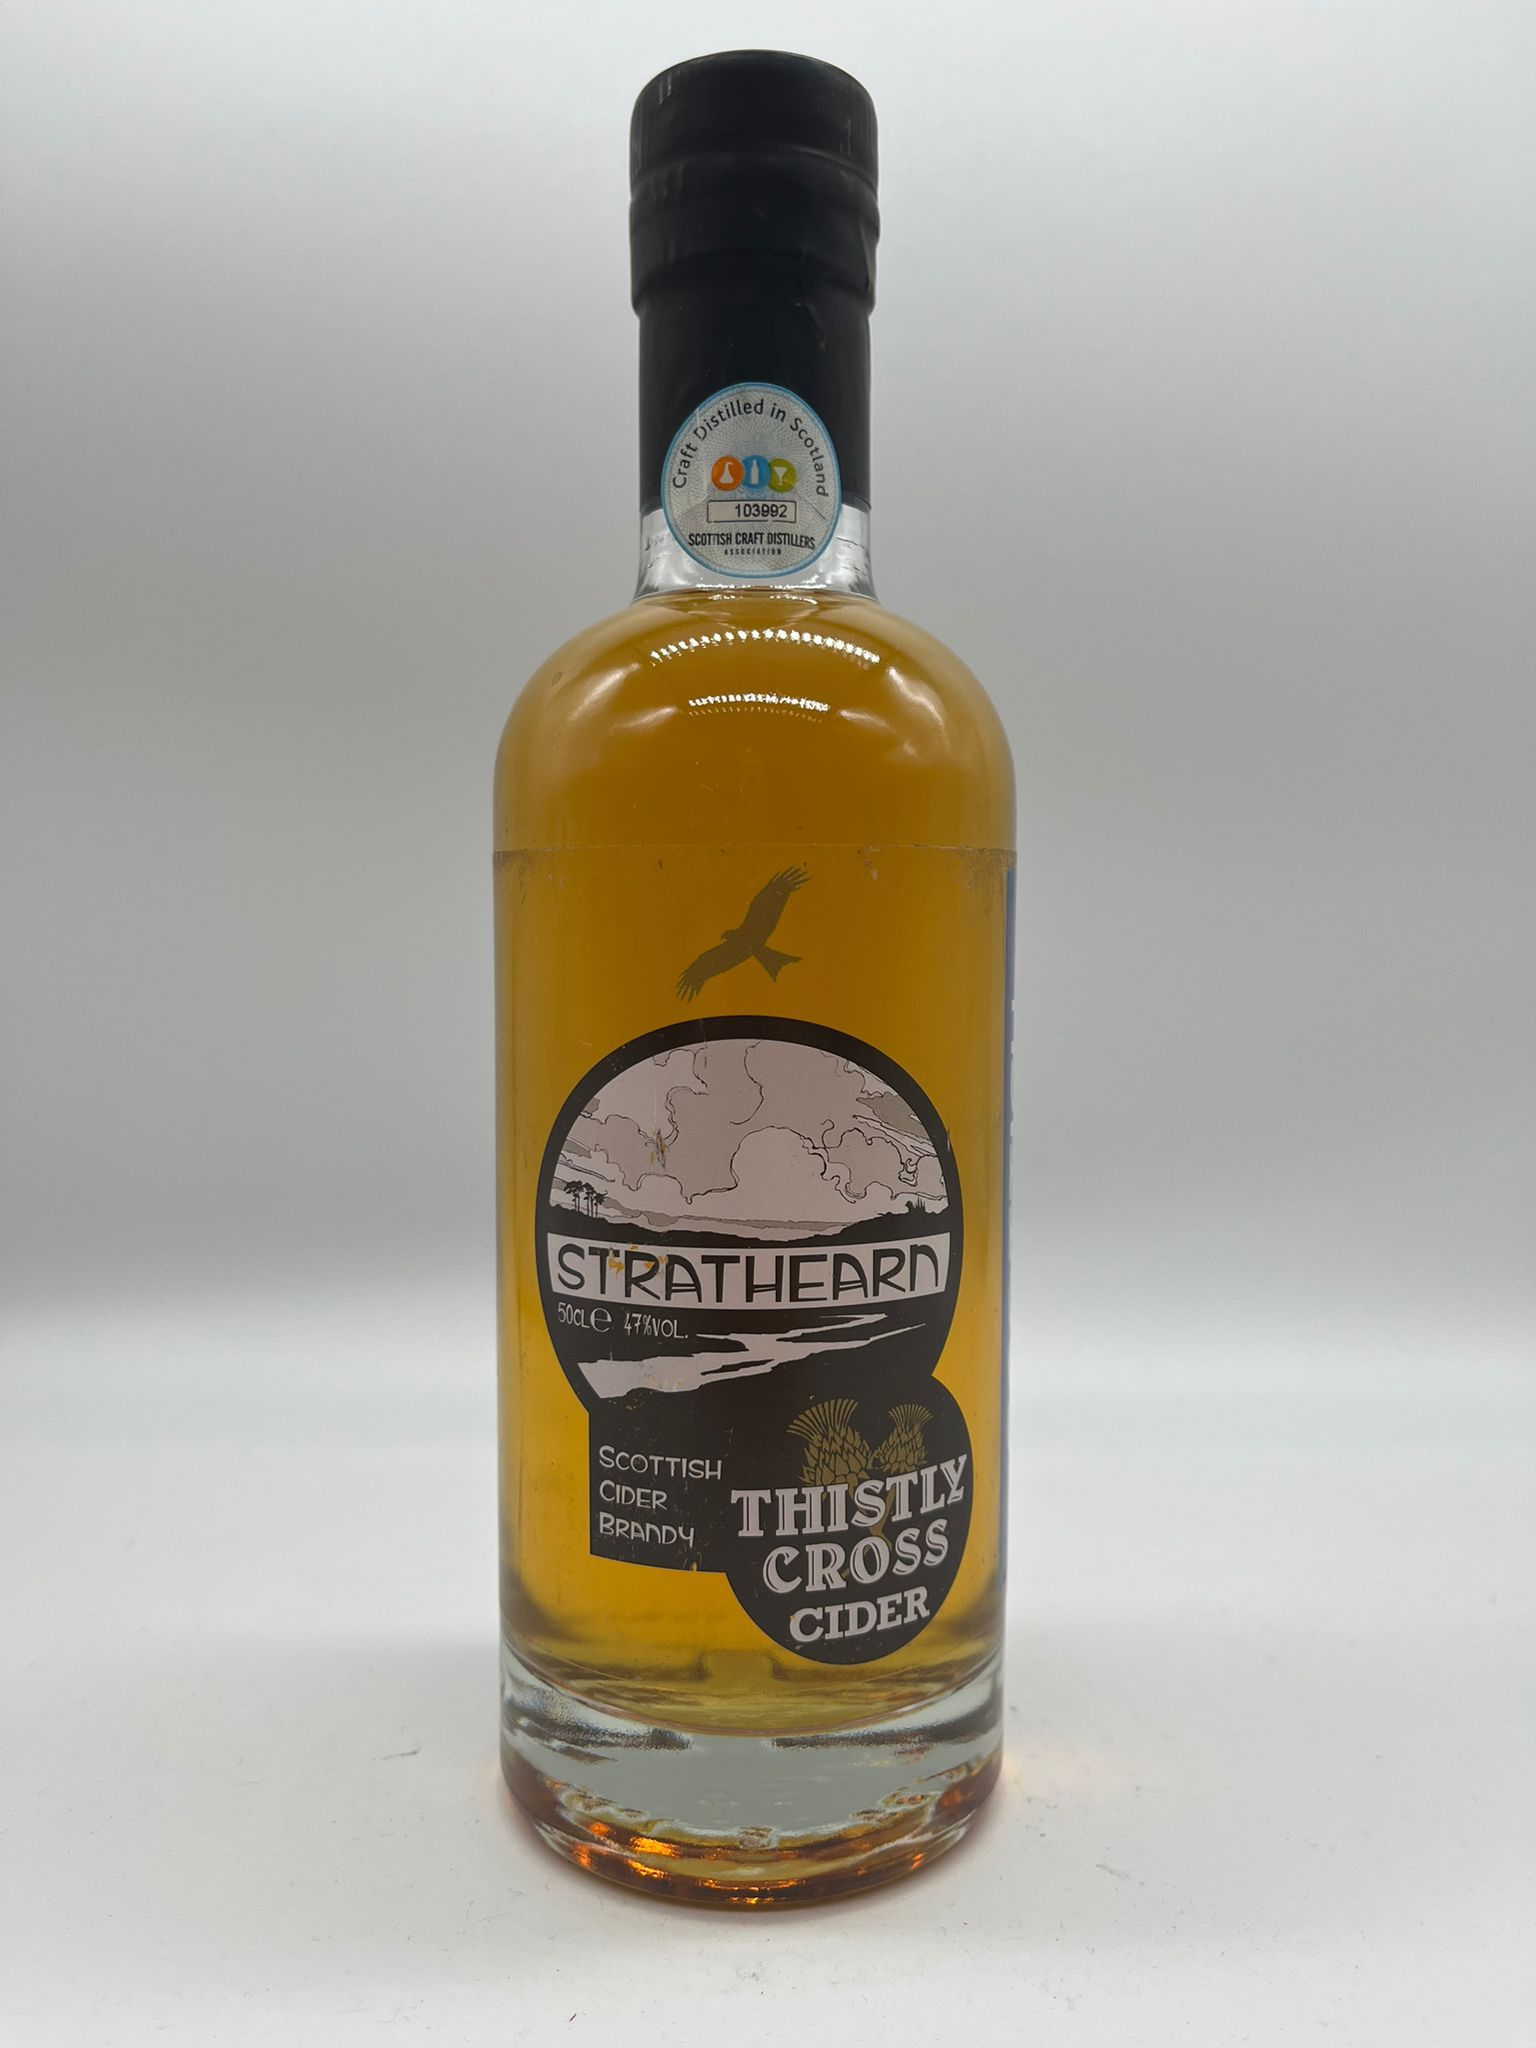 Craft Distilled in Scotland
103992
SCOTTISH CRAFT DISTILLERS
ASSOCIATION
STRATHEARN
50CL℮ 47%VOL.
SCOTTISH
CIDER
BRANDY
THISTLY
CROSS
CIDER